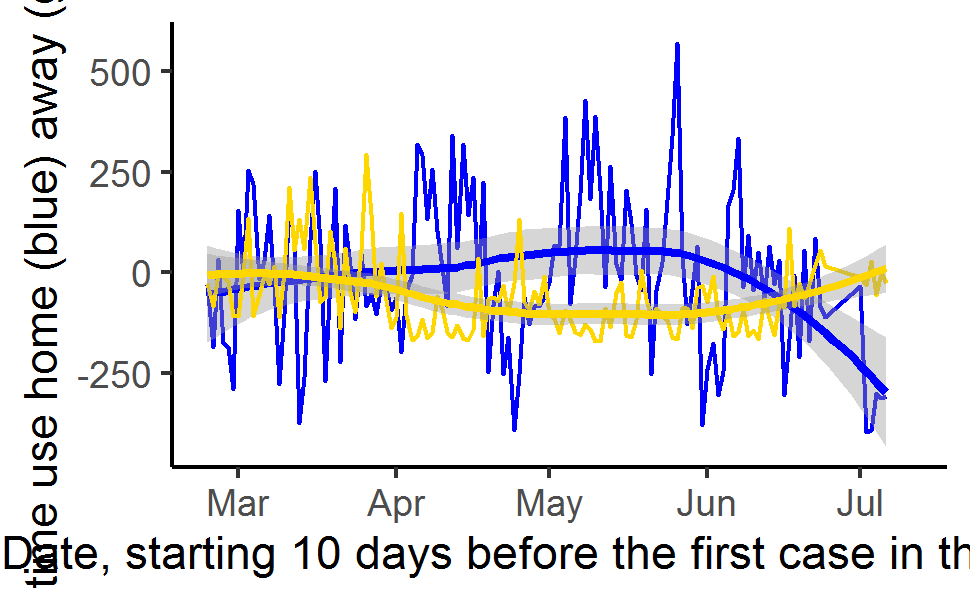 time use home (blue) away (g
500
250
0
-250
Mar Apr May Jun Jul
Date, starting 10 days before the first case in th